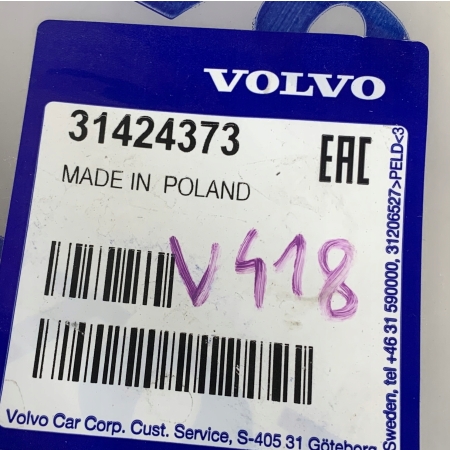 VOLVO
31424373
EAC
MADE IN POLAND
V418
Volvo Car Corp. Cust. Service, S-405 31 Göteborg
Sweden, tel +46 31 590000, 31206527>PELD<3